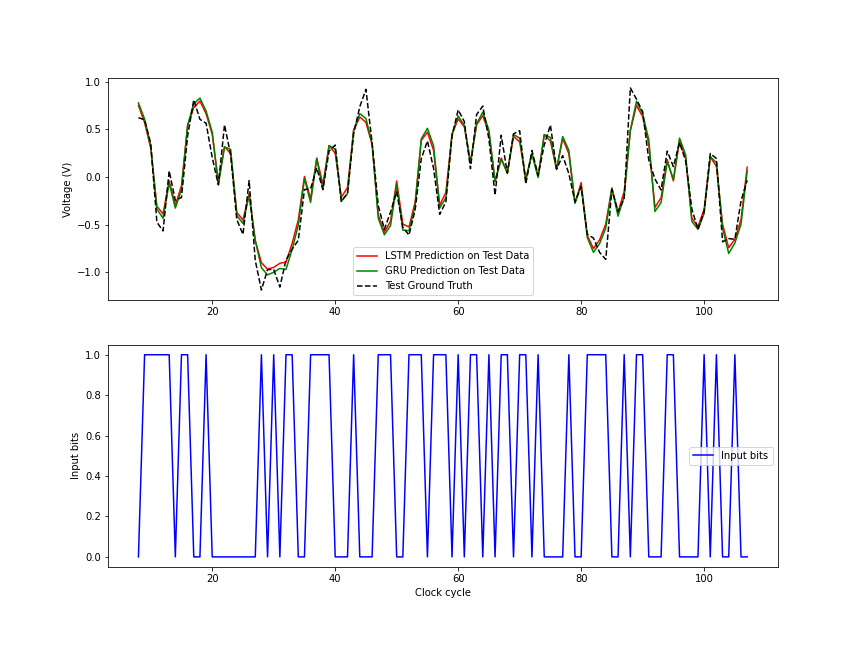 1.0
0.5
0.0
−0.5
−1.0
Voltage (V)
LSTM Prediction on Test Data
GRU Prediction on Test Data
Test Ground Truth
20 40 60 80 100
1.0
0.8
0.6
0.4
0.2
0.0
Input bits
Input bits
20 40 60 80 100
Clock cycle